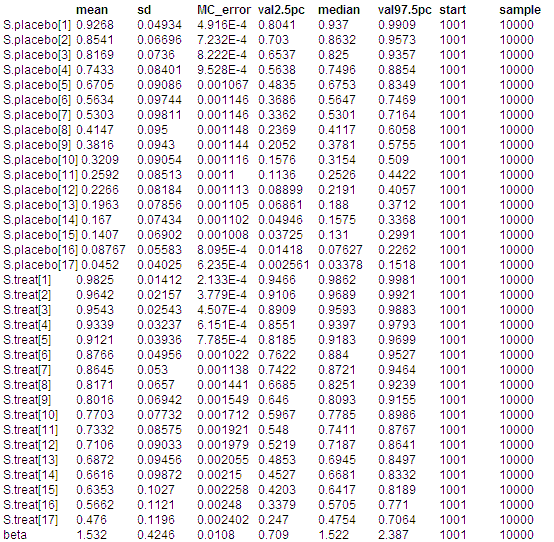 mean sd MC_error val2.5pc median val97.5pc start sample
S.placebo[1] 0.9268 0.04934 4.916E-4 0.8041 0.937 0.9909 1001 10000
S.placebo[2] 0.8541 0.06696 7.232E-4 0.703 0.8632 0.9573 1001 10000
S.placebo[3] 0.8169 0.0736 8.222E-4 0.6537 0.825 0.9357 1001 10000
S.placebo[4] 0.7433 0.08401 9.528E-4 0.5638 0.7496 0.8854 1001 10000
S.placebo[5] 0.6705 0.09086 0.001067 0.4835 0.6753 0.8349 1001 10000
S.placebo[6] 0.5634 0.09744 0.001146 0.3686 0.5647 0.7469 1001 10000
S.placebo[7] 0.5303 0.09811 0.001146 0.3362 0.5301 0.7164 1001 10000
S.placebo[8] 0.4147 0.095 0.001148 0.2369 0.4117 0.6058 1001 10000
S.placebo[9] 0.3816 0.0943 0.001144 0.2052 0.3781 0.5755 1001 10000
S.placebo[10] 0.3209 0.09054 0.001116 0.1576 0.3154 0.509 1001 10000
S.placebo[11] 0.2592 0.08513 0.0011 0.1136 0.2526 0.4422 1001 10000
S.placebo[12] 0.2266 0.08184 0.001113 0.08899 0.2191 0.4057 1001 10000
S.placebo[13] 0.1963 0.07856 0.001105 0.06861 0.188 0.3712 1001 10000
S.placebo[14] 0.167 0.07434 0.001102 0.04946 0.1575 0.3368 1001 10000
S.placebo[15] 0.1407 0.06902 0.001008 0.03725 0.131 0.2991 1001 10000
S.placebo[16] 0.08767 0.05583 8.095E-4 0.01418 0.07627 0.2262 1001 10000
S.placebo[17] 0.0452 0.04025 6.235E-4 0.002561 0.03378 0.1518 1001 10000
S.treat[1] 0.9825 0.01412 2.133E-4 0.9466 0.9862 0.9981 1001 10000
S.treat[2] 0.9642 0.02157 3.779E-4 0.9106 0.9689 0.9921 1001 10000
S.treat[3] 0.9543 0.02543 4.507E-4 0.8909 0.9593 0.9883 1001 10000
S.treat[4] 0.9339 0.03237 6.151E-4 0.8551 0.9397 0.9793 1001 10000
S.treat[5] 0.9121 0.03936 7.785E-4 0.8185 0.9183 0.9699 1001 10000
S.treat[6] 0.8766 0.04956 0.001022 0.7622 0.884 0.9527 1001 10000
S.treat[7] 0.8645 0.053 0.001138 0.7422 0.8721 0.9464 1001 10000
S.treat[8] 0.8171 0.0657 0.001441 0.6685 0.8251 0.9239 1001 10000
S.treat[9] 0.8016 0.06942 0.001549 0.646 0.8093 0.9155 1001 10000
S.treat[10] 0.7703 0.07732 0.001712 0.5967 0.7785 0.8986 1001 10000
S.treat[11] 0.7332 0.08575 0.001921 0.548 0.7411 0.8767 1001 10000
S.treat[12] 0.7106 0.09033 0.001979 0.5219 0.7187 0.8641 1001 10000
S.treat[13] 0.6872 0.09456 0.002055 0.4853 0.6945 0.8497 1001 10000
S.treat[14] 0.6616 0.09872 0.00215 0.4527 0.6681 0.8332 1001 10000
S.treat[15] 0.6353 0.1027 0.002258 0.4203 0.6417 0.8189 1001 10000
S.treat[16] 0.5662 0.1121 0.00248 0.3379 0.5705 0.771 1001 10000
S.treat[17] 0.476 0.1196 0.002402 0.247 0.4754 0.7064 1001 10000
beta 1.532 0.4246 0.0108 0.709 1.522 2.387 1001 10000